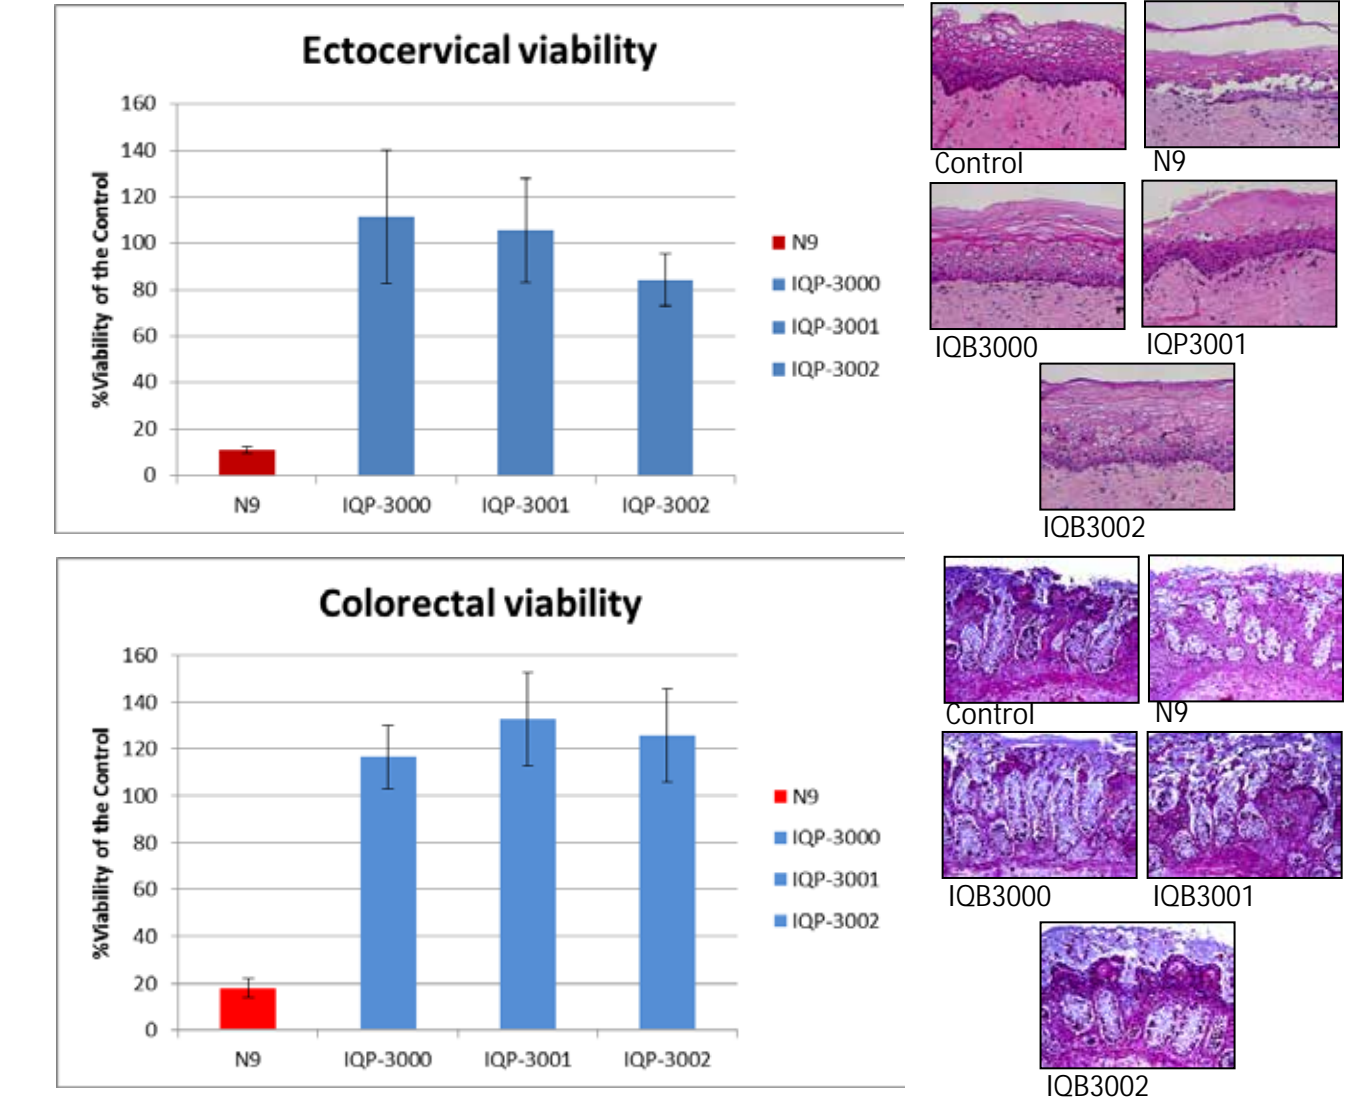 Ectocervical viability
%Viability of the Control
160
140
120
100
80
60
40
20
0
N9 IQP-3000 IQP-3001 IQP-3002
N9
IQP-3000
IQP-3001
IQP-3002
Control N9
IQB3000 IQP3001
IQB3002
Colorectal viability
%Viability of the Control
160
140
120
100
80
60
40
20
0
N9 IQP-3000 IQP-3001 IQP-3002
N9
IQP-3000
IQP-3001
IQP-3002
Control N9
IQB3000 IQB3001
IQB3002